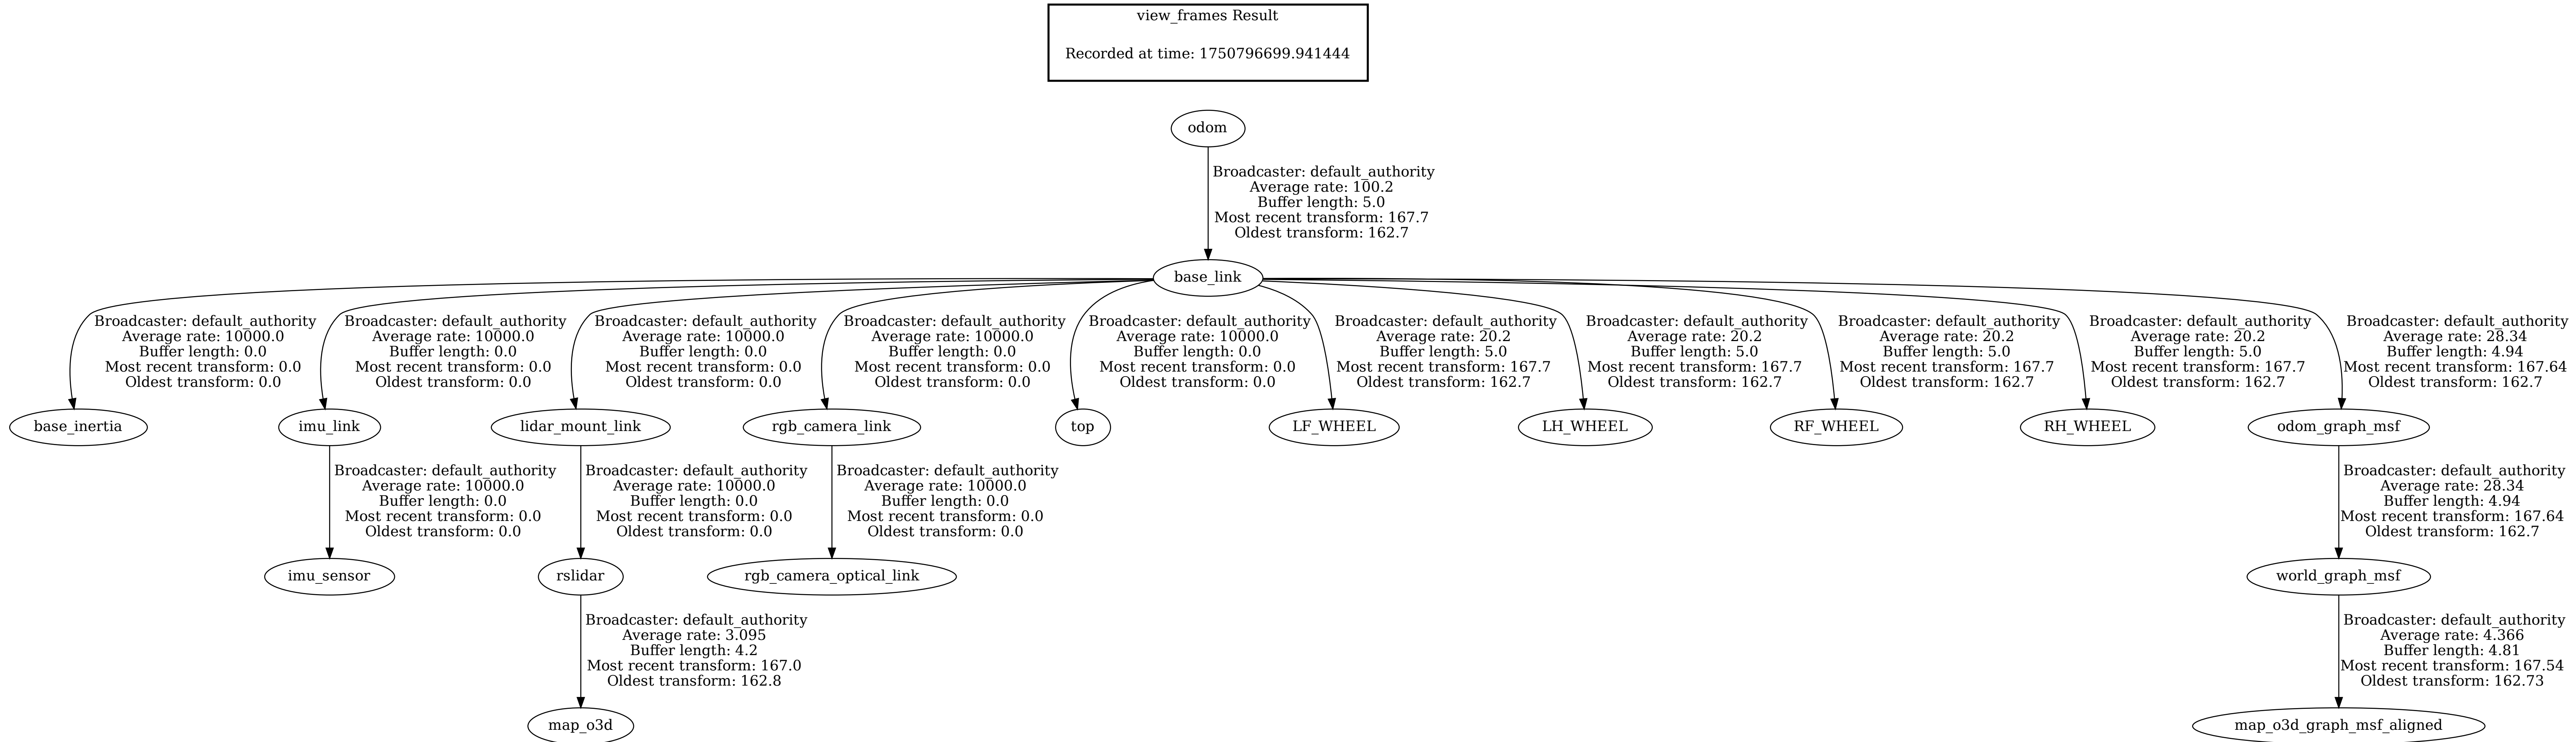 view_frames Result
Recorded at time: 1750796699.941444
odom
Broadcaster: default_authority
Average rate: 100.2
Buffer length: 5.0
Most recent transform: 167.7
Oldest transform: 162.7
base_link
Broadcaster: default_authority
Average rate: 10000.0
Buffer length: 0.0
Most recent transform: 0.0
Oldest transform: 0.0
Broadcaster: default_authority
Average rate: 10000.0
Buffer length: 0.0
Most recent transform: 0.0
Oldest transform: 0.0
Broadcaster: default_authority
Average rate: 10000.0
Buffer length: 0.0
Most recent transform: 0.0
Oldest transform: 0.0
Broadcaster: default_authority
Average rate: 10000.0
Buffer length: 0.0
Most recent transform: 0.0
Oldest transform: 0.0
Broadcaster: default_authority
Average rate: 10000.0
Buffer length: 0.0
Most recent transform: 0.0
Oldest transform: 0.0
Broadcaster: default_authority
Average rate: 20.2
Buffer length: 5.0
Most recent transform: 167.7
Oldest transform: 162.7
Broadcaster: default_authority
Average rate: 20.2
Buffer length: 5.0
Most recent transform: 167.7
Oldest transform: 162.7
Broadcaster: default_authority
Average rate: 20.2
Buffer length: 5.0
Most recent transform: 167.7
Oldest transform: 162.7
Broadcaster: default_authority
Average rate: 20.2
Buffer length: 5.0
Most recent transform: 167.7
Oldest transform: 162.7
Broadcaster: default_authority
Average rate: 28.34
Buffer length: 4.94
Most recent transform: 167.64
Oldest transform: 162.7
base_inertia
imu_link
lidar_mount_link
rgb_camera_link
top
LF_WHEEL
LH_WHEEL
RF_WHEEL
RH_WHEEL
odom_graph_msf
Broadcaster: default_authority
Average rate: 10000.0
Buffer length: 0.0
Most recent transform: 0.0
Oldest transform: 0.0
Broadcaster: default_authority
Average rate: 10000.0
Buffer length: 0.0
Most recent transform: 0.0
Oldest transform: 0.0
Broadcaster: default_authority
Average rate: 10000.0
Buffer length: 0.0
Most recent transform: 0.0
Oldest transform: 0.0
Broadcaster: default_authority
Average rate: 28.34
Buffer length: 4.94
Most recent transform: 167.64
Oldest transform: 162.7
imu_sensor
rslidar
rgb_camera_optical_link
world_graph_msf
Broadcaster: default_authority
Average rate: 3.095
Buffer length: 4.2
Most recent transform: 167.0
Oldest transform: 162.8
Broadcaster: default_authority
Average rate: 4.366
Buffer length: 4.81
Most recent transform: 167.54
Oldest transform: 162.73
map_o3d
map_o3d_graph_msf_aligned